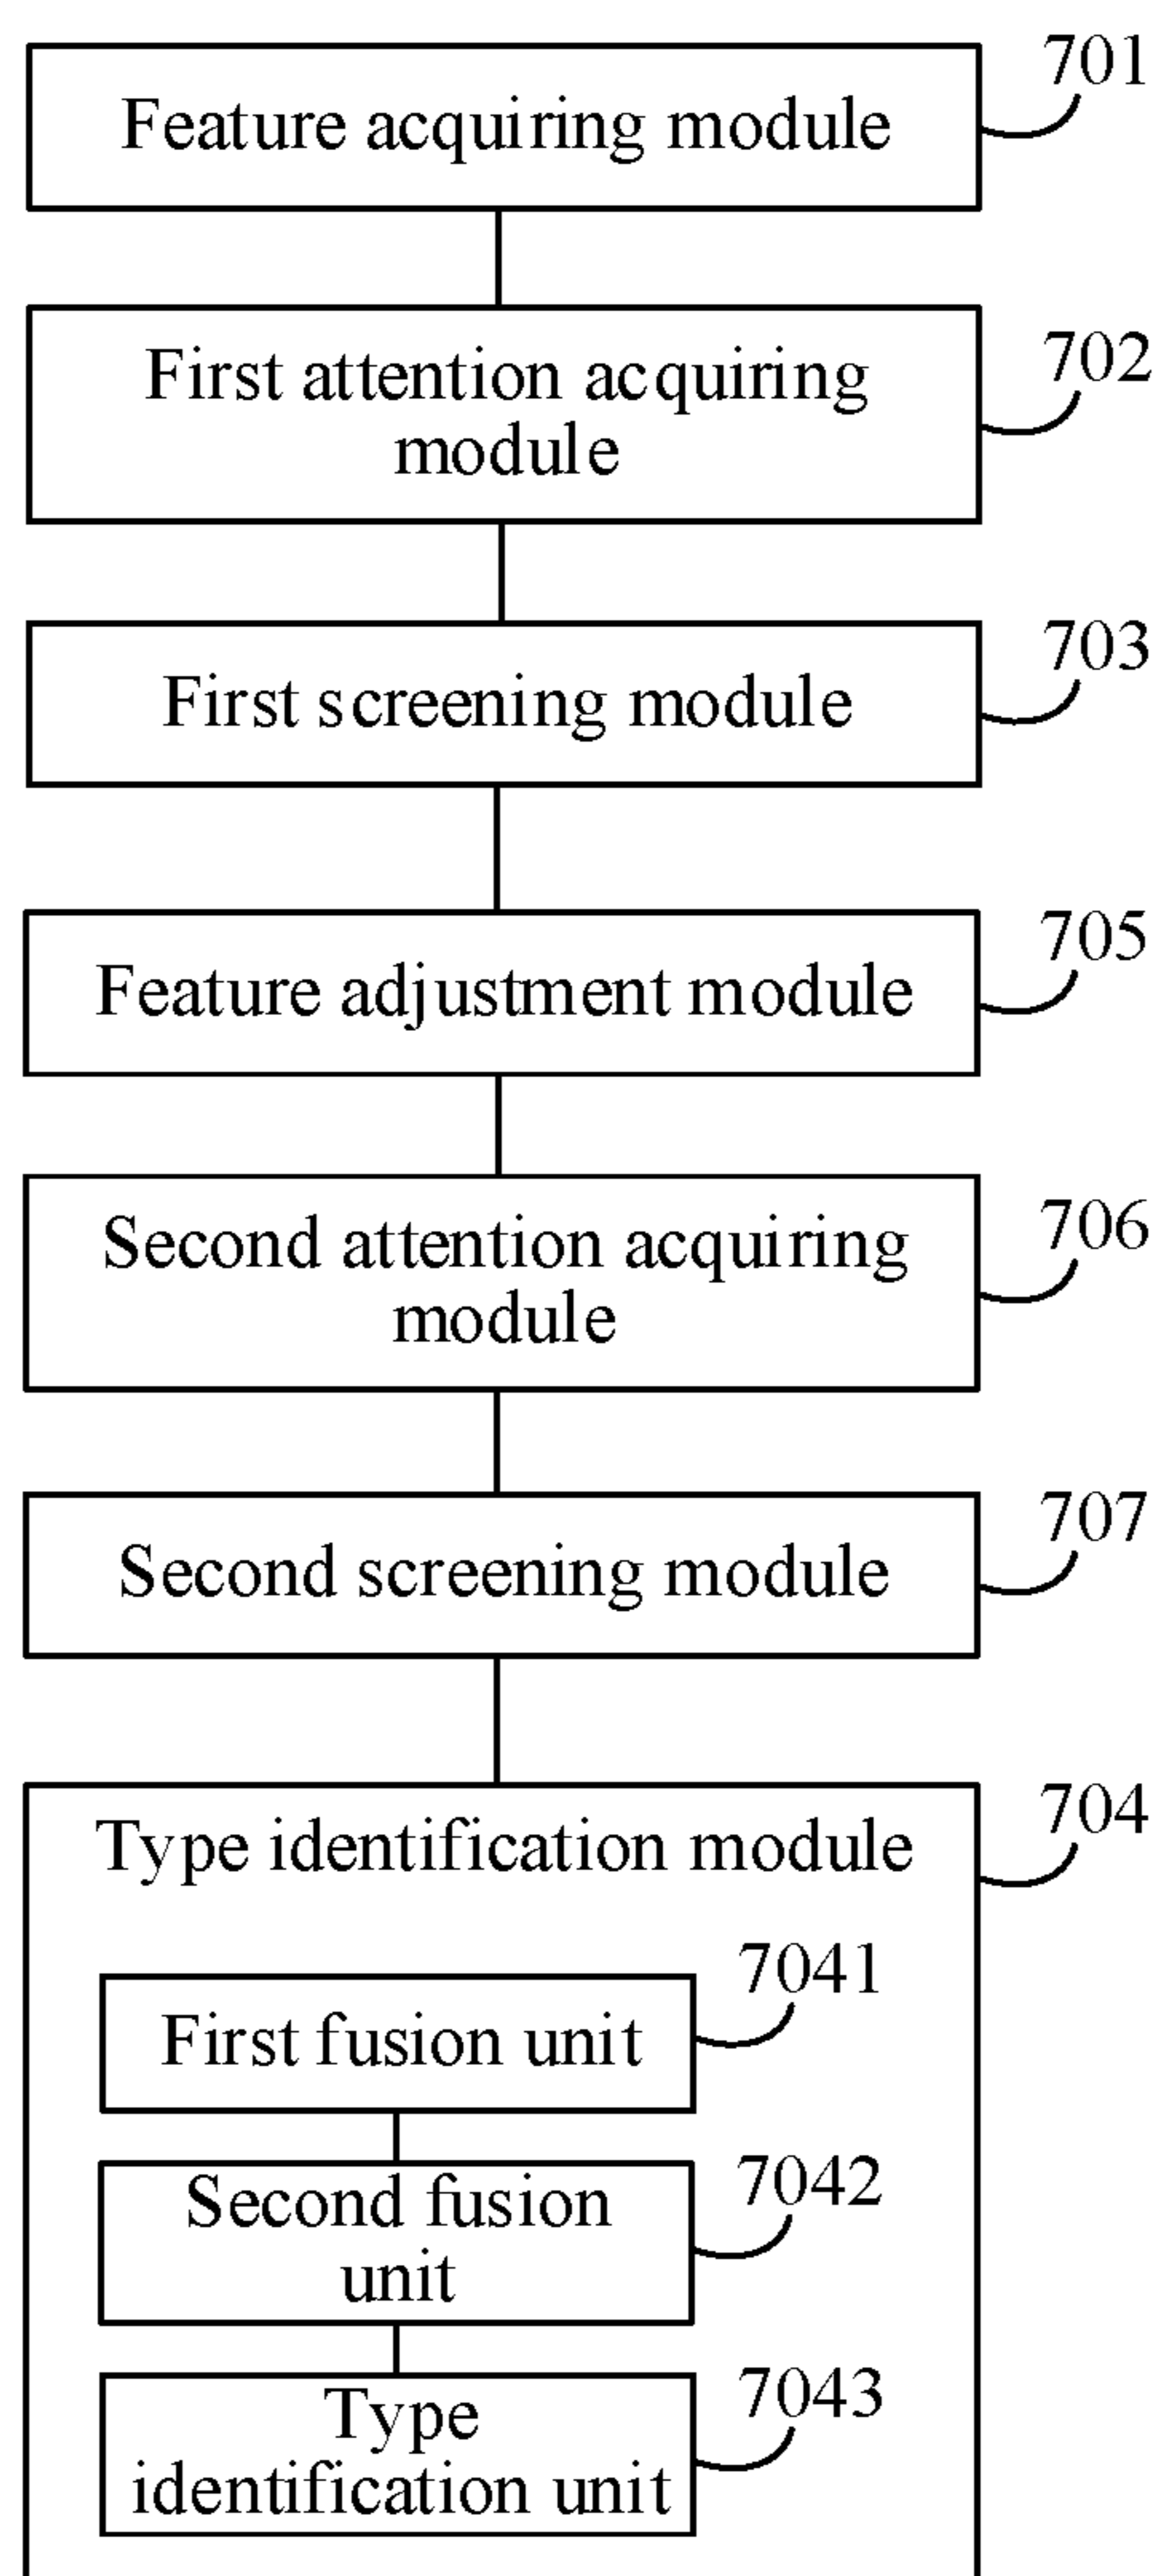 701
Feature acquiring module
702
First attention acquiring
module
703
First screening module
705
Feature adjustment module
706
Second attention acquiring
module
707
Second screening module
704
Type identification module
7041
First fusion unit
7042
Second fusion
unit
7043
Type
identification unit